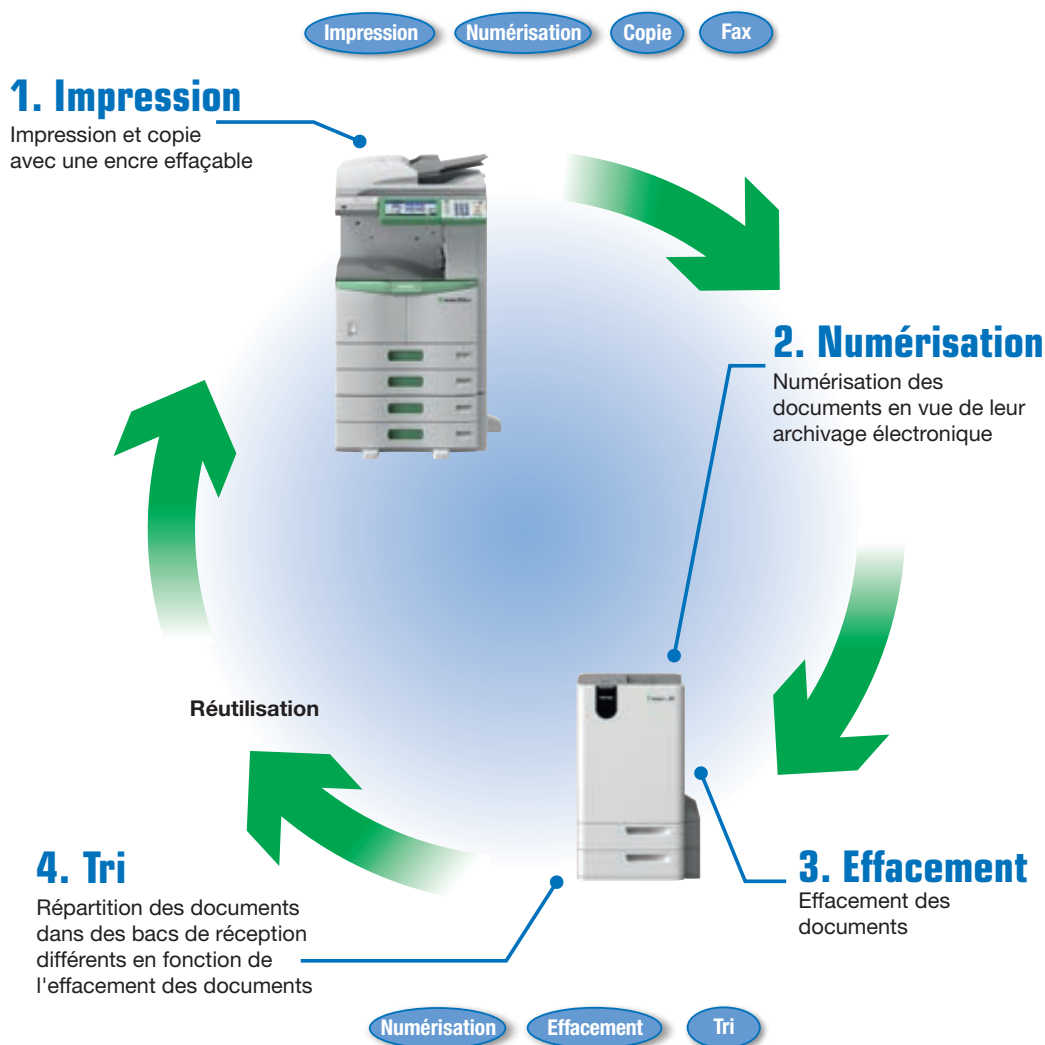 Impression
Numérisation
Copie
Fax
1. Impression
Impression et copie
avec une encre effaçable
2. Numérisation
Numérisation des
documents en vue de leur
archivage électronique
3. Effacement
Effacement des
documents
4. Tri
Répartition des documents
dans des bacs de réception
différents en fonction de
l'effacement des documents
Réutilisation
Numérisation
Effacement
Tri